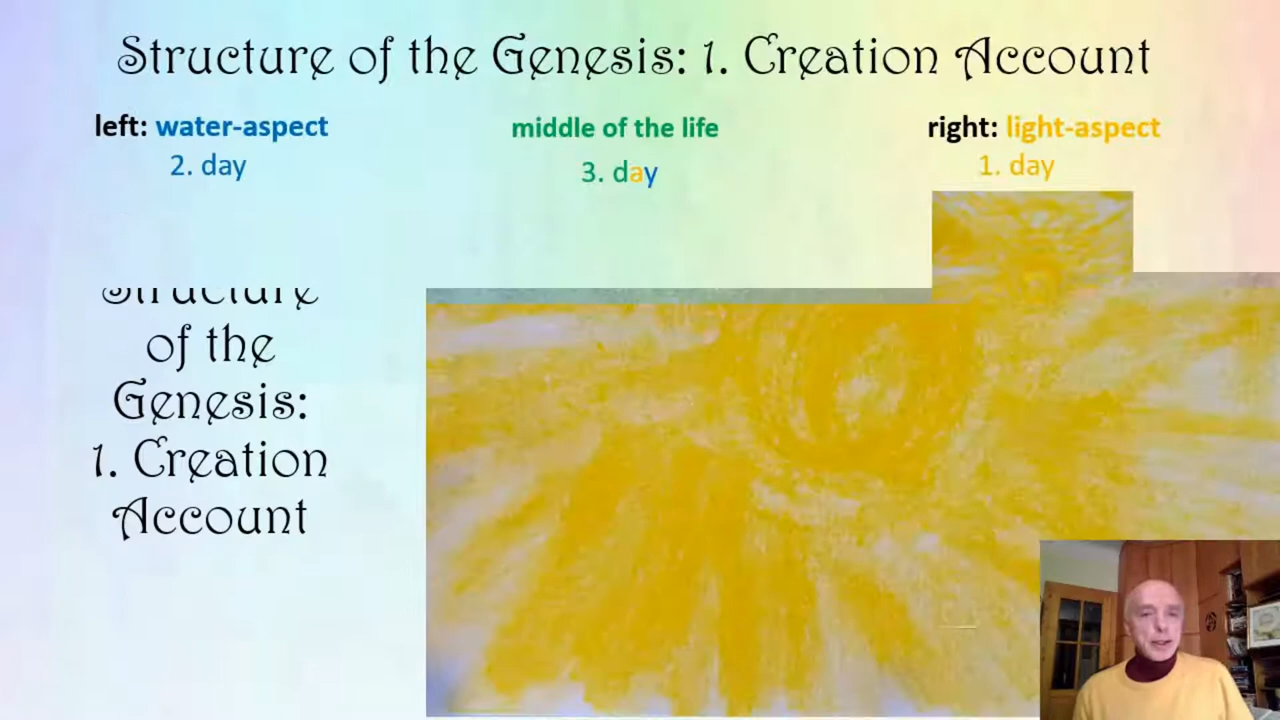 Structure of the Genesis: 1. Creation Account
left: water-aspect
2. day
middle of the life
3. day
right: light-aspect
1. day
Structure
of the
Genesis:
1. Creation
Account